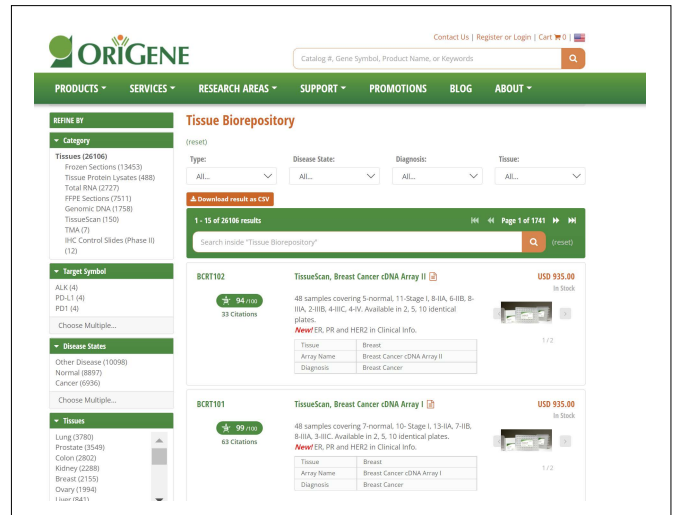 Contact Us | Register or Login | Cart 0 |
ORIGENE
Catalog #, Gene Symbol, Product Name, or Keywords
PRODUCTS SERVICES RESEARCH AREAS SUPPORT PROMOTIONS BLOG ABOUT
REFINE BY
Category
Tissues (26106)
Frozen Sections (13453)
Tissue Protein Lysates (488)
Total RNA (2727)
FFPE Sections (7511)
Genomic DNA (1758)
TissueScan (150)
TMA (7)
IHC Control Slides (Phase II)
(12)
Target Symbol
ALK (4)
PD-L1 (4)
PD1 (4)
Choose Multiple...
Disease States
Other Disease (10098)
Normal (8897)
Cancer (6936)
Choose Multiple...
Tissues
Lung (3780)
Prostate (3549)
Colon (2802)
Kidney (2288)
Breast (2155)
Ovary (1994)
Liver (841)
Tissue Biorepository
(reset)
Type: Disease State: Diagnosis: Tissue:
All... All... All... All...
Download result as CSV
1 - 15 of 26106 results Page 1 of 1741
Search inside "Tissue Biorepository" (reset)
BCRT102 TissueScan, Breast Cancer cDNA Array II USD 935.00
In Stock
94 /100
33 Citations
48 samples covering 5-normal, 11-Stage I, 8-IIA, 6-IIB, 8-
IIIA, 2-IIIB, 4-IIIC, 4-IV. Available in 2, 5, 10 identical
plates.
New! ER, PR and HER2 in Clinical Info.
Tissue Breast
Array Name Breast Cancer cDNA Array II
Diagnosis Breast Cancer
1 / 2
BCRT101 TissueScan, Breast Cancer cDNA Array I USD 935.00
In Stock
99 /100
63 Citations
48 samples covering 7-normal, 10- Stage I, 13-IIA, 7-IIB,
8-IIIA, 3-IIIC. Available in 2, 5, 10 identical plates.
New! ER, PR and HER2 in Clinical Info.
Tissue Breast
Array Name Breast Cancer cDNA Array I
Diagnosis Breast Cancer
1 / 2